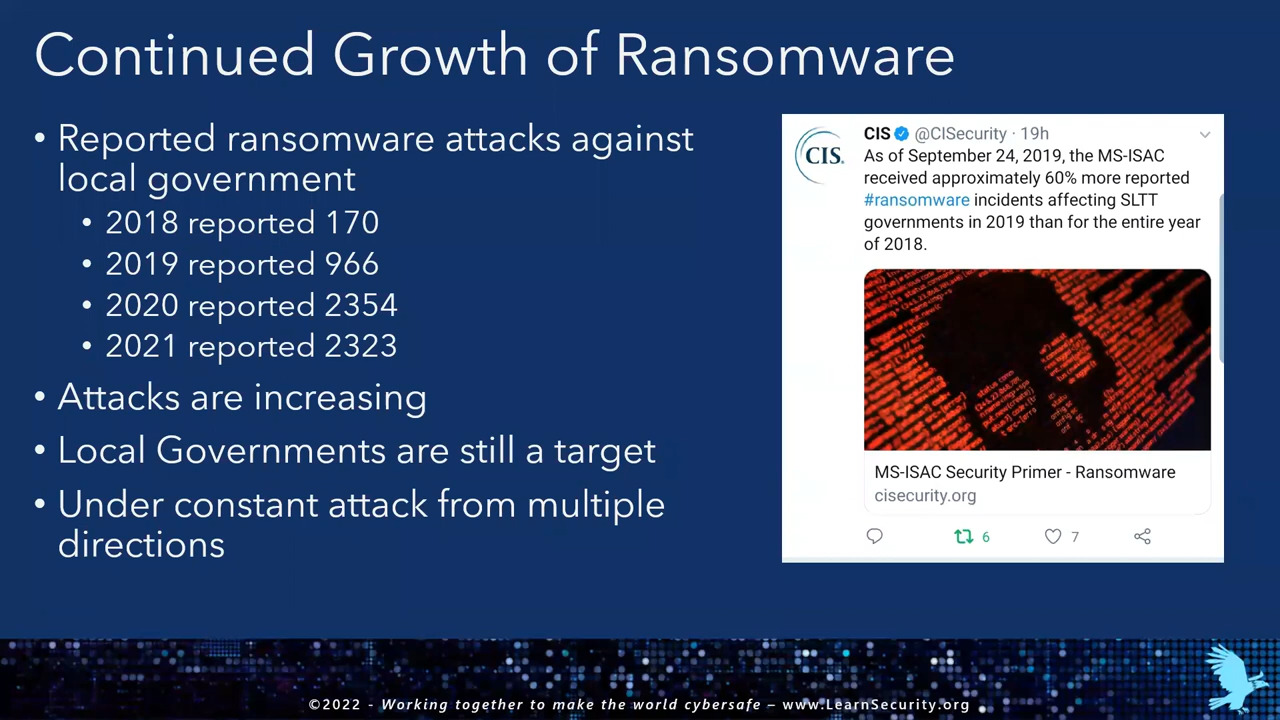 Continued Growth of Ransomware
• Reported ransomware attacks against
local government
• 2018 reported 170
• 2019 reported 966
• 2020 reported 2354
• 2021 reported 2323
• Attacks are increasing
• Local Governments are still a target
• Under constant attack from multiple
directions
CIS.
CIS @CISecurity · 19h
As of September 24, 2019, the MS-ISAC
received approximately 60% more reported
#ransomware incidents affecting SLTT
governments in 2019 than for the entire year
of 2018.
MS-ISAC Security Primer - Ransomware
cisecurity.org
6
7
©2022 - Working together to make the world cybersafe – www.LearnSecurity.org